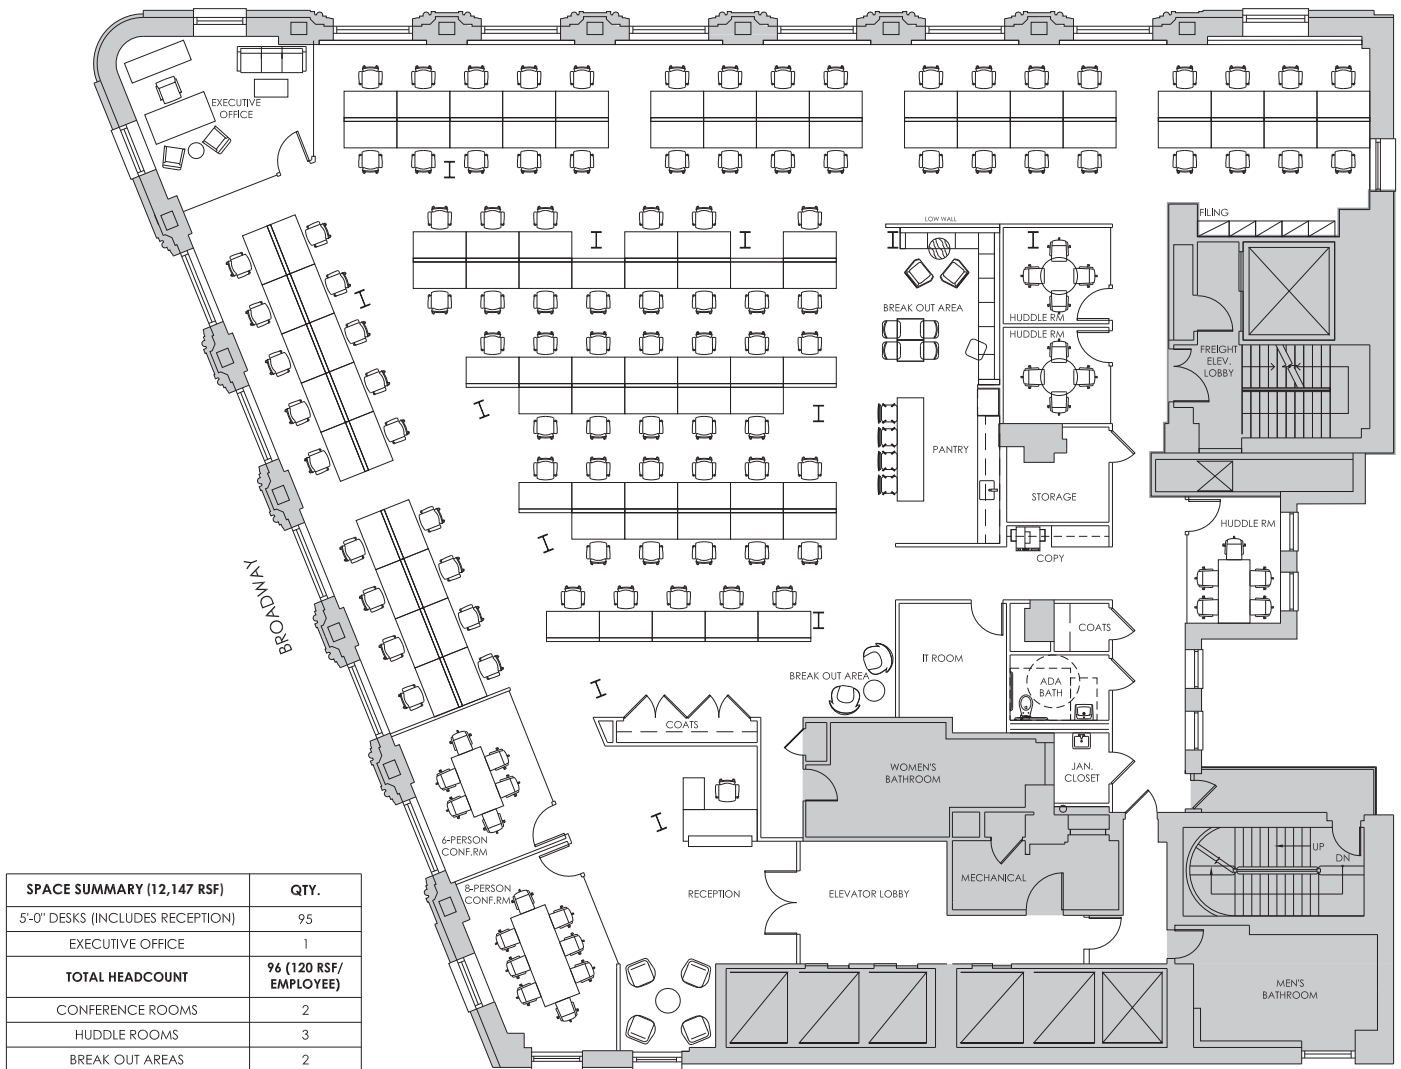 EXECUTIVE
OFFICE
LOW WALL
FILING
BREAK OUT AREA
HUDDLE RM
HUDDLE RM
FREIGHT
ELEV.
LOBBY
PANTRY
STORAGE
HUDDLE RM
COPY
BROADWAY
COATS
IT ROOM
BREAK OUT AREA
ADA
BATH
COATS
WOMEN'S
BATHROOM
JAN.
CLOSET
6-PERSON
CONF.RM
UP
DN
MECHANICAL
8-PERSON
CONF.RM
RECEPTION
ELEVATOR LOBBY
MEN'S
BATHROOM
SPACE SUMMARY (12,147 RSF) QTY.
5'-0" DESKS (INCLUDES RECEPTION) 95
EXECUTIVE OFFICE 1
TOTAL HEADCOUNT 96 (120 RSF/
EMPLOYEE)
CONFERENCE ROOMS 2
HUDDLE ROOMS 3
BREAK OUT AREAS 2